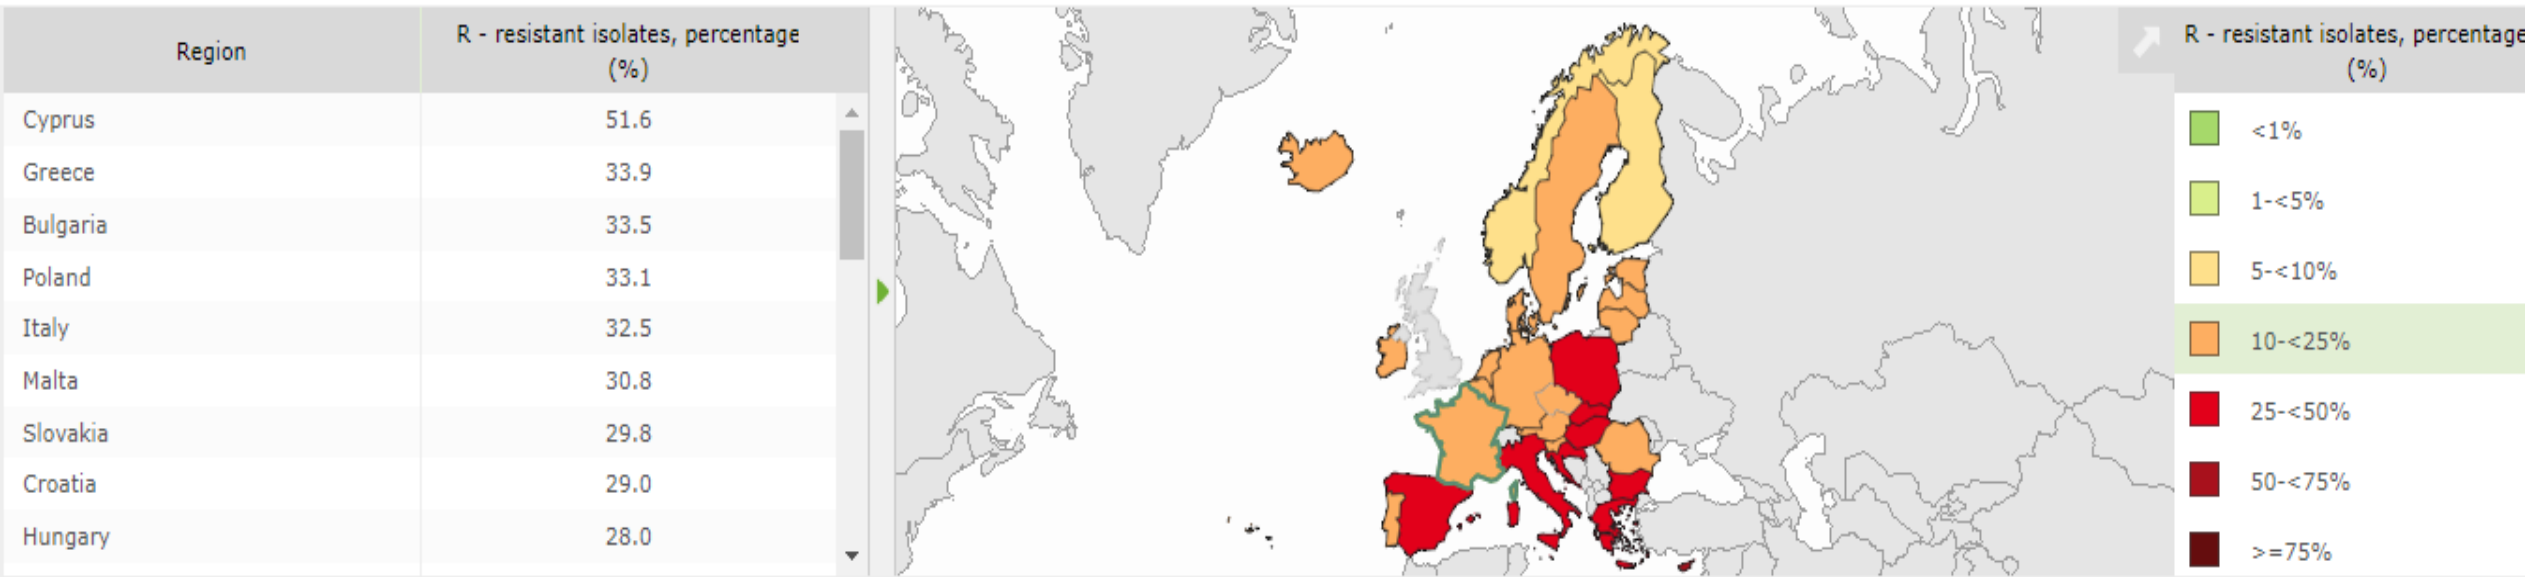 Region
R - resistant isolates, percentage
(%)
Cyprus 51.6
Greece 33.9
Bulgaria 33.5
Poland 33.1
Italy 32.5
Malta 30.8
Slovakia 29.8
Croatia 29.0
Hungary 28.0
R - resistant isolates, percentage
(%)
<1%
1-<5%
5-<10%
10-<25%
25-<50%
50-<75%
>=75%